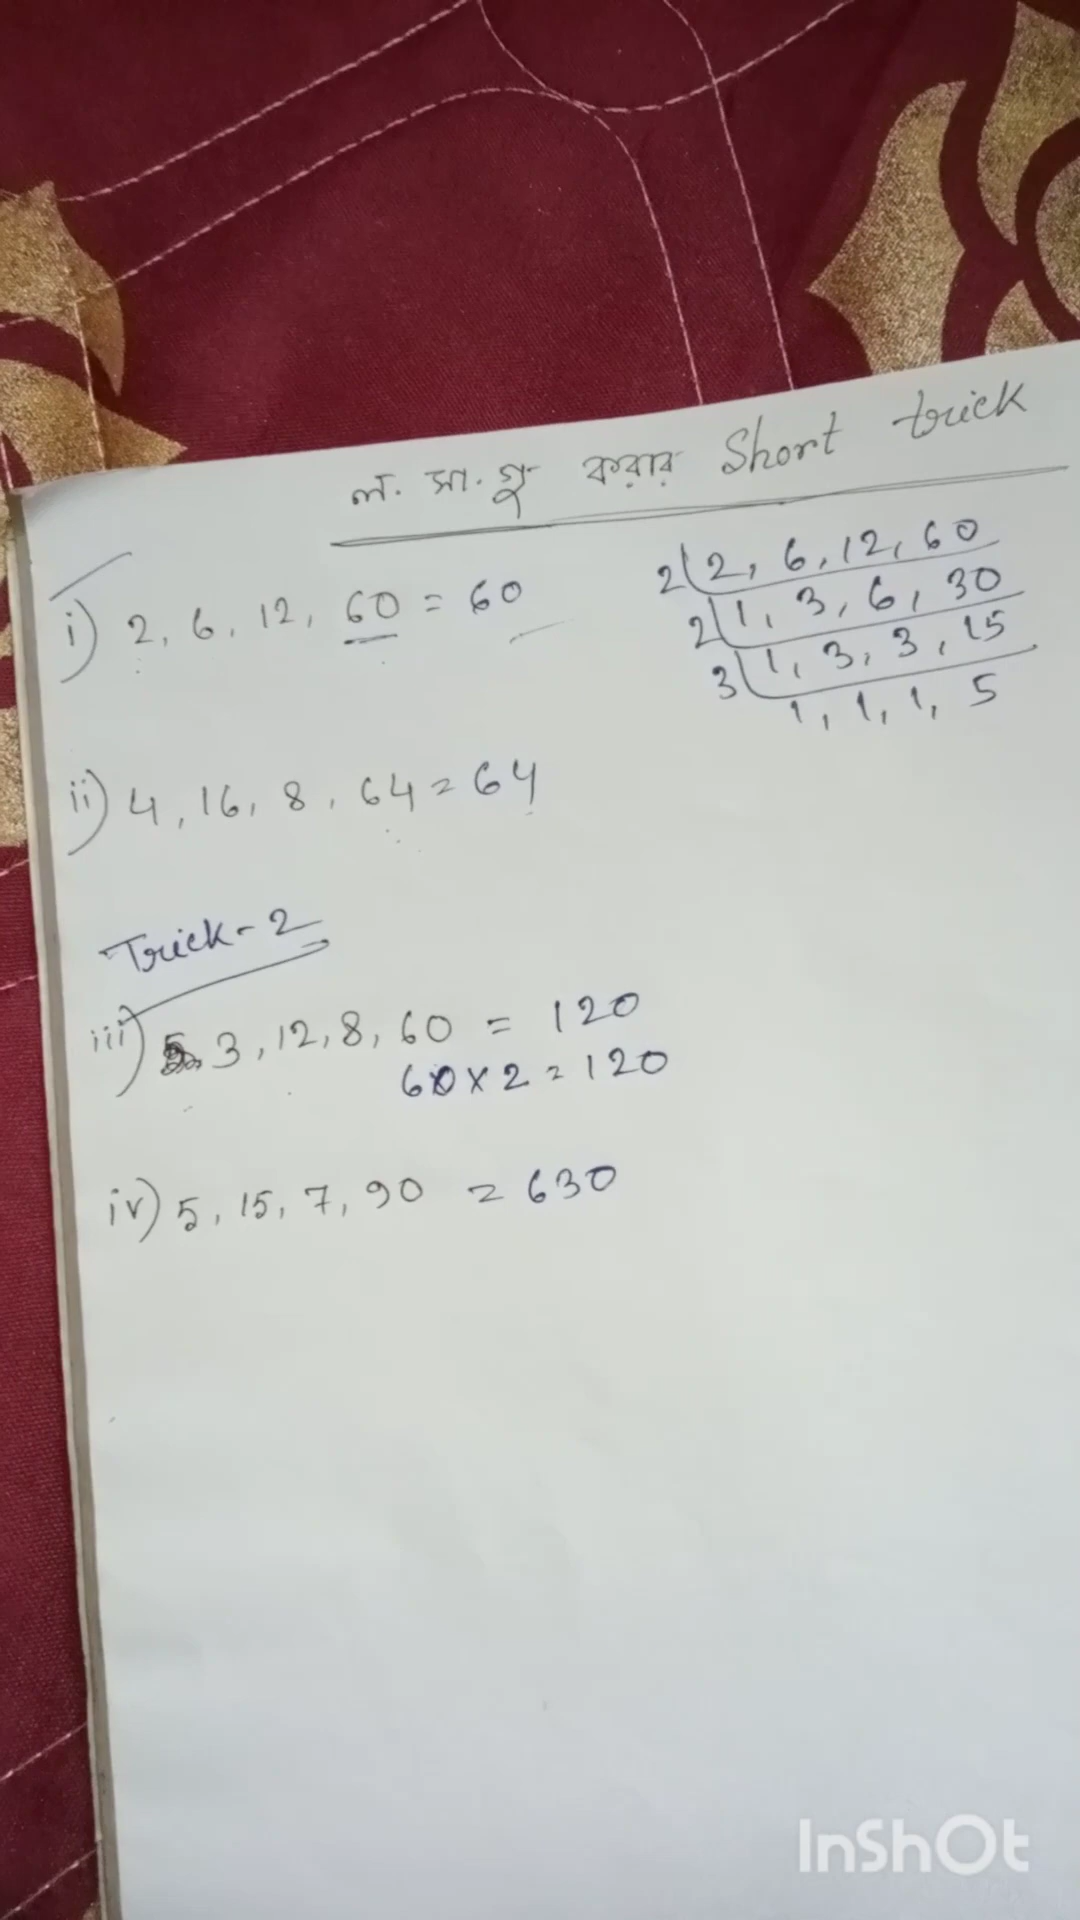 ল. সা. গু করার Short trick
i) 2, 6, 12, 60 = 60
2 | 2, 6, 12, 60
2 | 1, 3, 6, 30
3 | 1, 3, 3, 15
1, 1, 1, 5
ii) 4, 16, 8, 64 = 64
Trick-2
iii) 3, 12, 8, 60 = 120
60 x 2 = 120
iv) 5, 15, 7, 90 = 630
InShOt